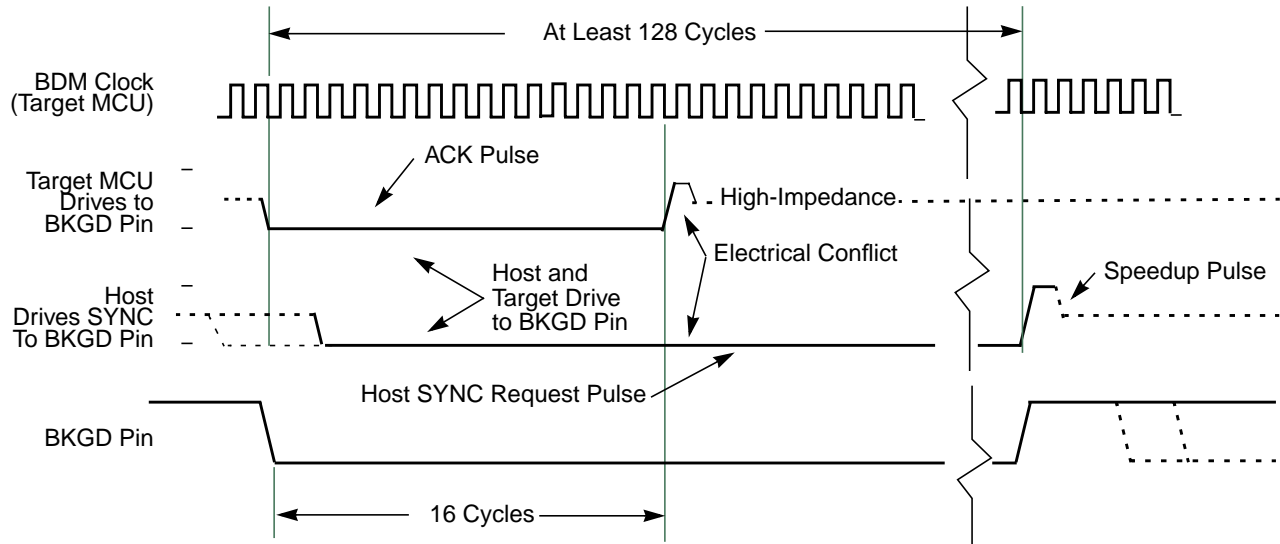 At Least 128 Cycles
BDM Clock
(Target MCU)
ACK Pulse
Target MCU
Drives to
BKGD Pin
High-Impedance
Electrical Conflict
Host and
Target Drive
to BKGD Pin
Speedup Pulse
Host
Drives SYNC
To BKGD Pin
Host SYNC Request Pulse
BKGD Pin
16 Cycles